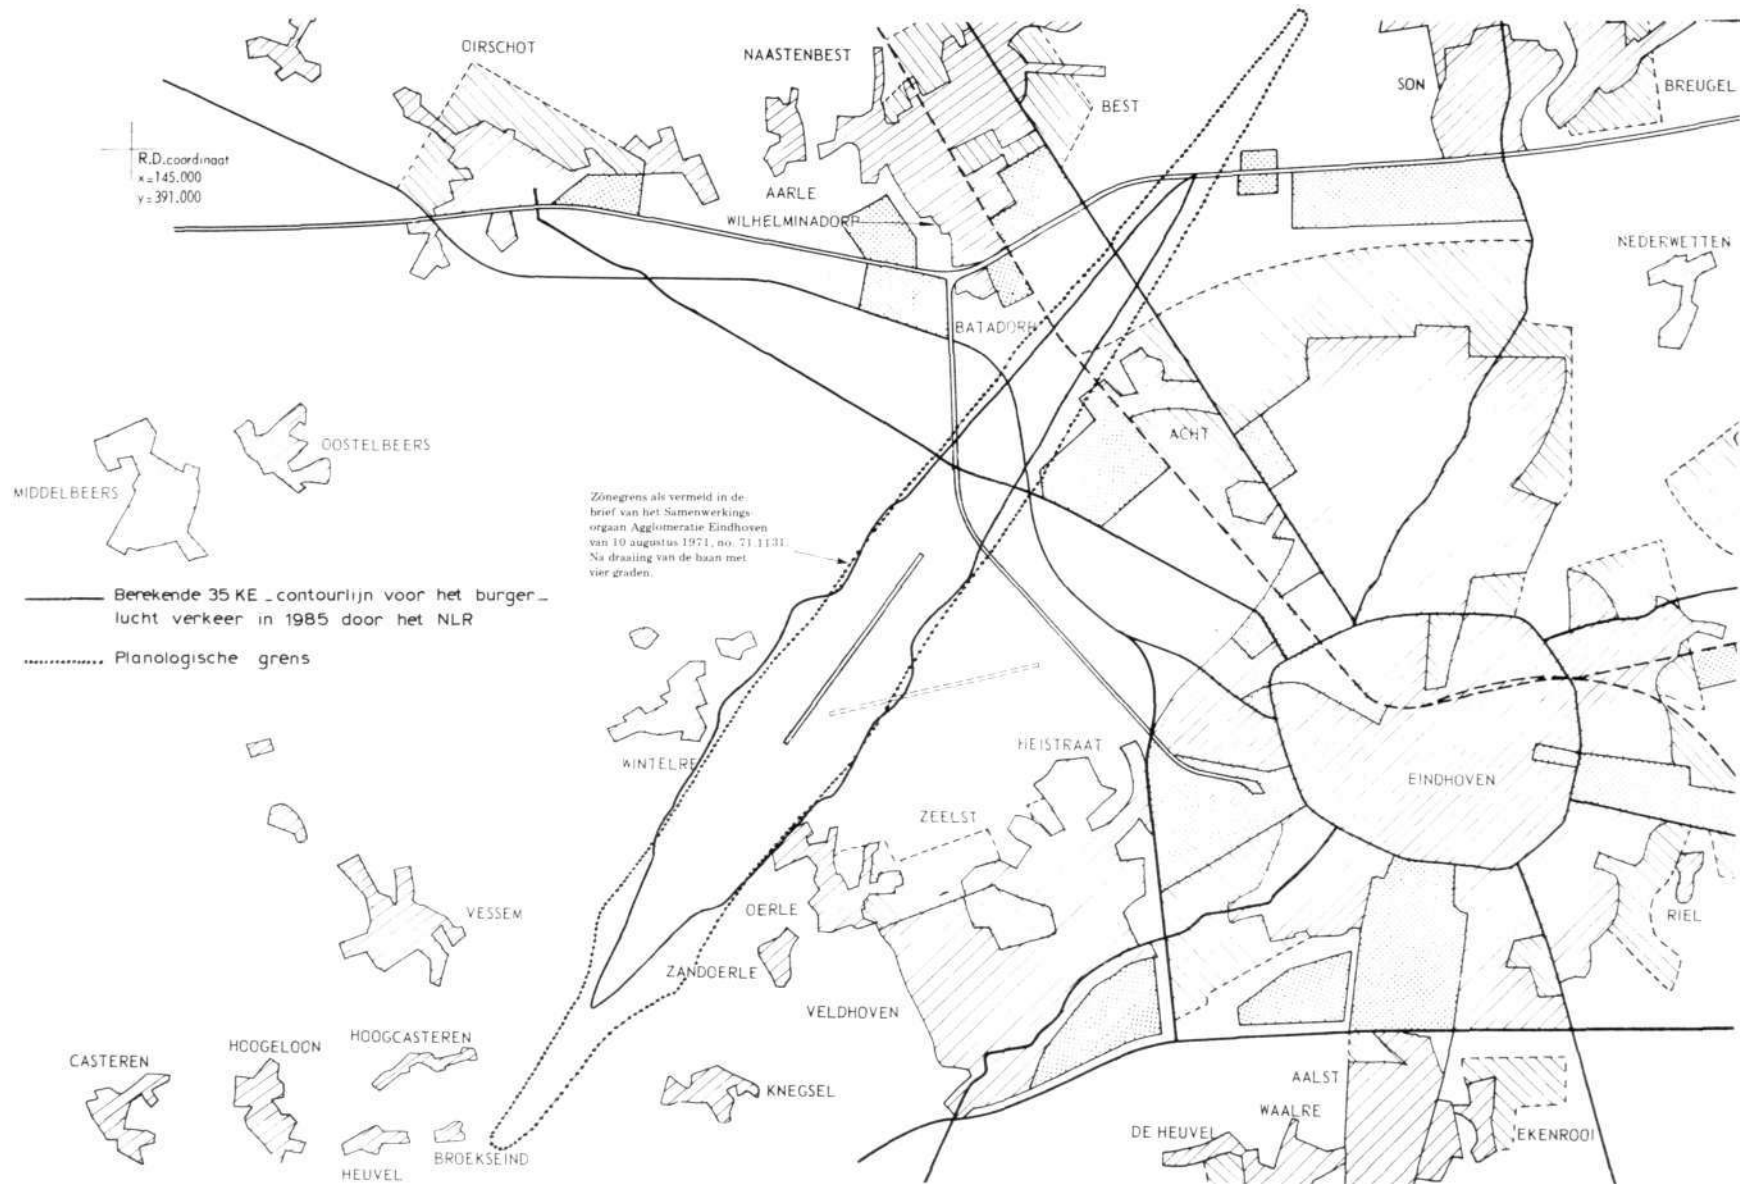 OIRSCHOT
NAASTENBEST
BEST
SON
BREUGEL
R.D.coordinaat
x=145.000
y=391.000
AARLE
WILHELMINADORP
NEDERWETTEN
BATADORP
ACHT
OOSTELBEERS
MIDDELBEERS
Zônegrens als vermeld in de
brief van het Samenwerkings-
orgaan Agglomeratie Eindhoven
van 10 augustus 1971, no. 71.1131.
Na draaiing van de baan met
vier graden.
Berekende 35 KE _ contourlijn voor het burger_
lucht verkeer in 1985 door het NLR
Planologische grens
WINTELRE
HEISTRAAT
EINDHOVEN
ZEELST
VESSEM
OERLE
RIEL
ZANDOERLE
VELDHOVEN
HOOGCASTEREN
HOOGELOON
CASTEREN
KNEGSEL
AALST
WAALRE
DE HEUVEL
EKENROOI
BROEKSEIND
HEUVEL